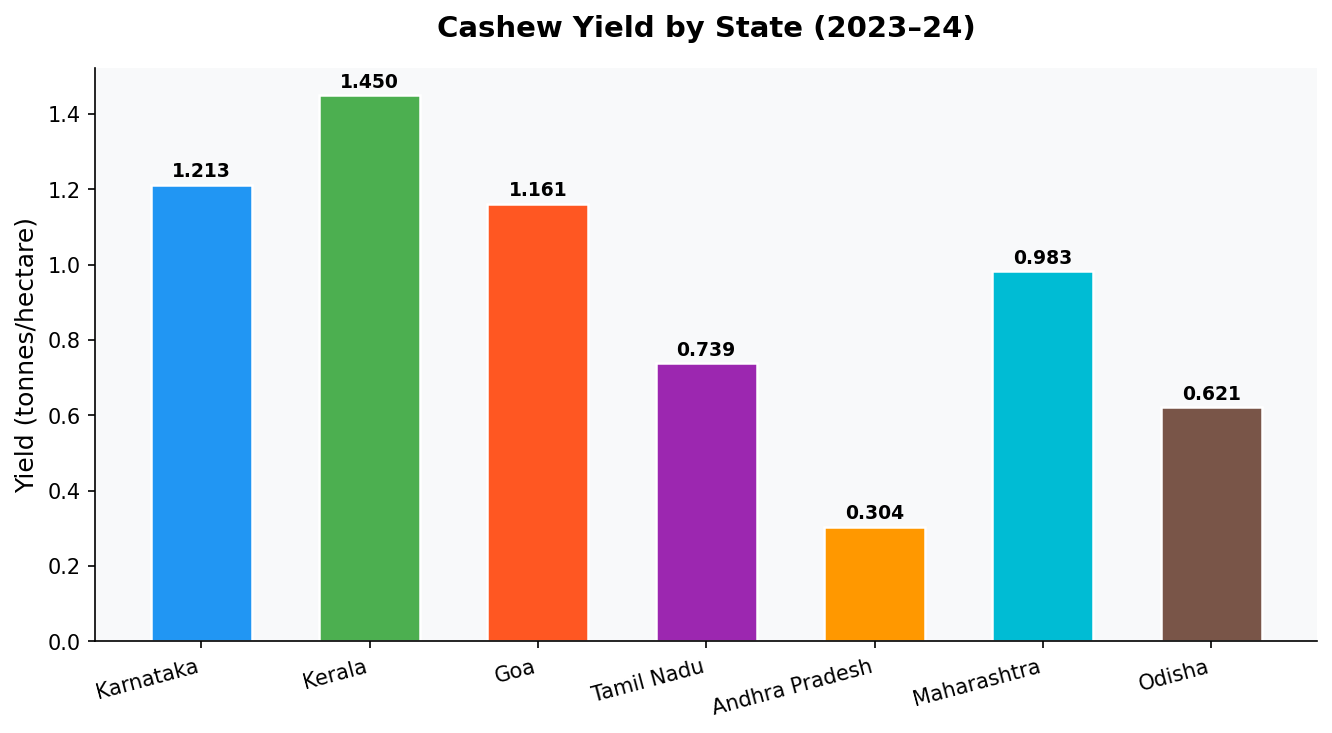 Cashew Yield by State (2023–24)
Yield (tonnes/hectare)
1.4
1.2
1.0
0.8
0.6
0.4
0.2
0.0
1.213
1.450
1.161
0.739
0.304
0.983
0.621
Karnataka
Kerala
Goa
Tamil Nadu
Andhra Pradesh
Maharashtra
Odisha